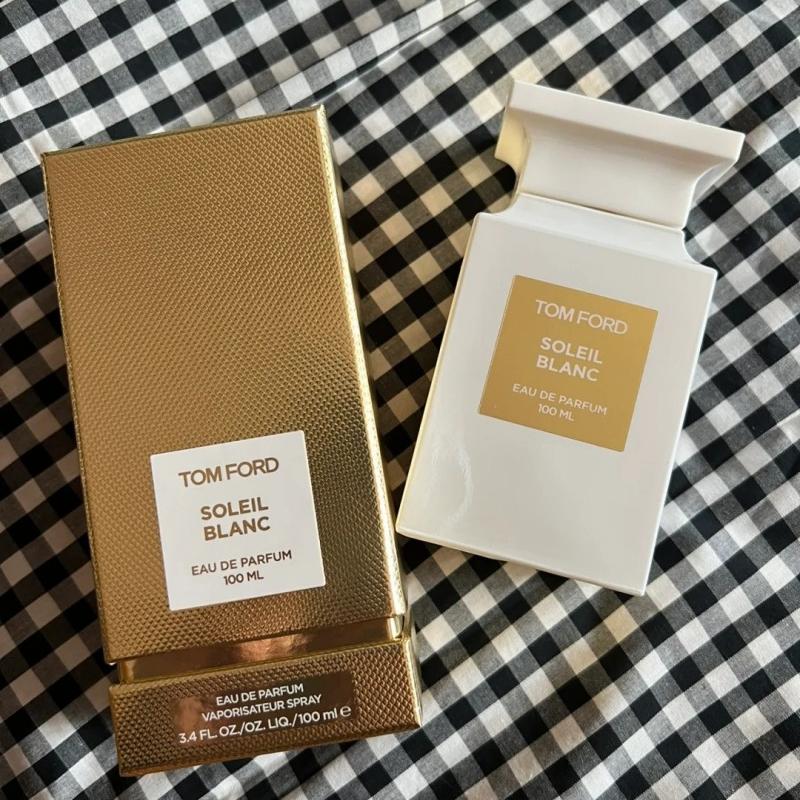 TOM FORD
SOLEIL
BLANC
EAU DE PARFUM
100 ML
EAU DE PARFUM
VAPORISATEUR SPRAY
3.4 FL. OZ./OZ. LIQ./100 ml ℮
TOM FORD
SOLEIL
BLANC
EAU DE PARFUM
100 ML